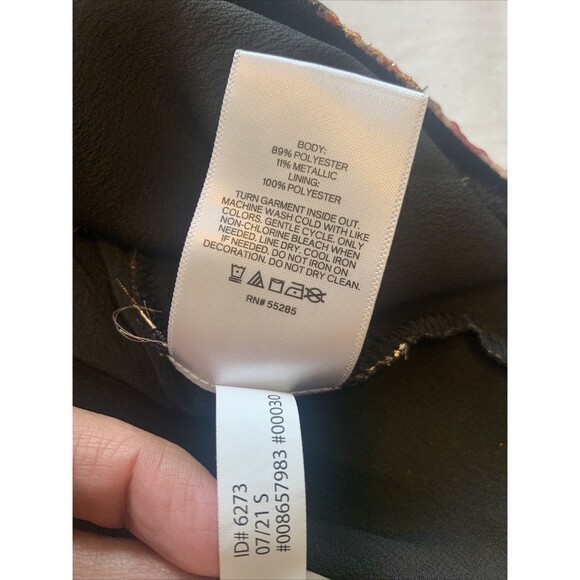 BODY:
89% POLYESTER
11% METALLIC
LINING:
100% POLYESTER
TURN GARMENT INSIDE OUT.
MACHINE WASH COLD WITH LIKE
COLORS. GENTLE CYCLE. ONLY
NON-CHLORINE BLEACH WHEN
NEEDED. LINE DRY. COOL IRON
IF NEEDED. DO NOT IRON ON
DECORATION. DO NOT DRY CLEAN.
RN# 55285
ID# 6273
07/21 S
#008657983 #00030